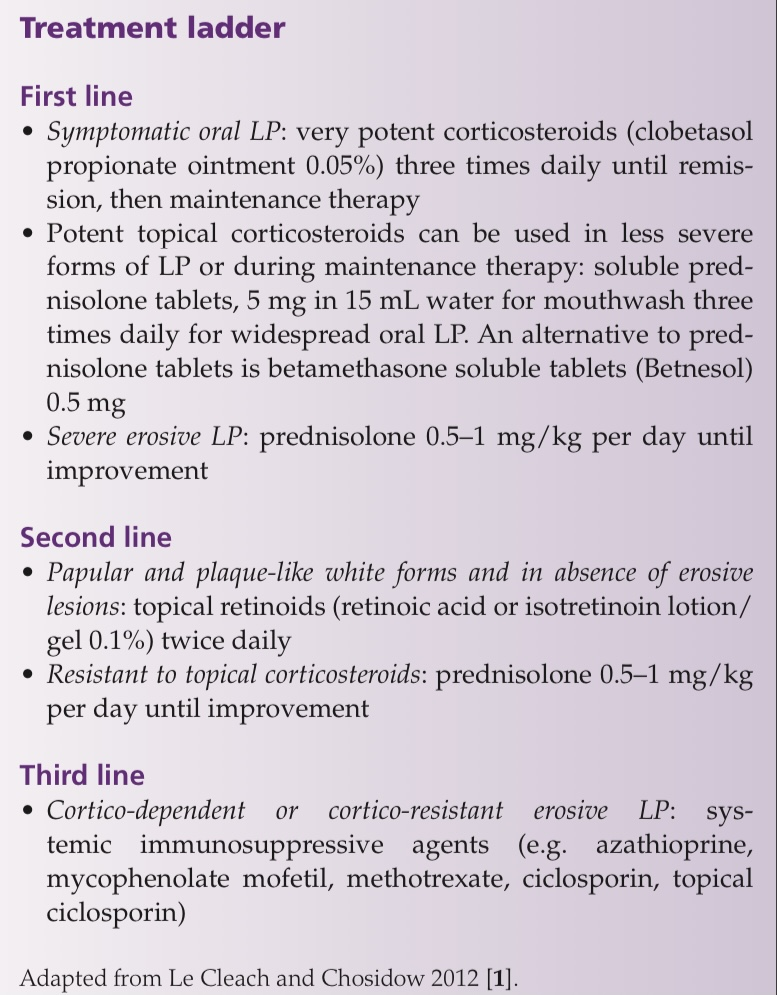 Treatment ladder
First line
• Symptomatic oral LP: very potent corticosteroids (clobetasol
propionate ointment 0.05%) three times daily until remis-
sion, then maintenance therapy
• Potent topical corticosteroids can be used in less severe
forms of LP or during maintenance therapy: soluble pred-
nisolone tablets, 5 mg in 15 mL water for mouthwash three
times daily for widespread oral LP. An alternative to pred-
nisolone tablets is betamethasone soluble tablets (Betnesol)
0.5 mg
• Severe erosive LP: prednisolone 0.5–1 mg/kg per day until
improvement
Second line
• Papular and plaque-like white forms and in absence of erosive
lesions: topical retinoids (retinoic acid or isotretinoin lotion/
gel 0.1%) twice daily
• Resistant to topical corticosteroids: prednisolone 0.5–1 mg/kg
per day until improvement
Third line
• Cortico-dependent or cortico-resistant erosive LP: sys-
temic immunosuppressive agents (e.g. azathioprine,
mycophenolate mofetil, methotrexate, ciclosporin, topical
ciclosporin)
Adapted from Le Cleach and Chosidow 2012 [1].